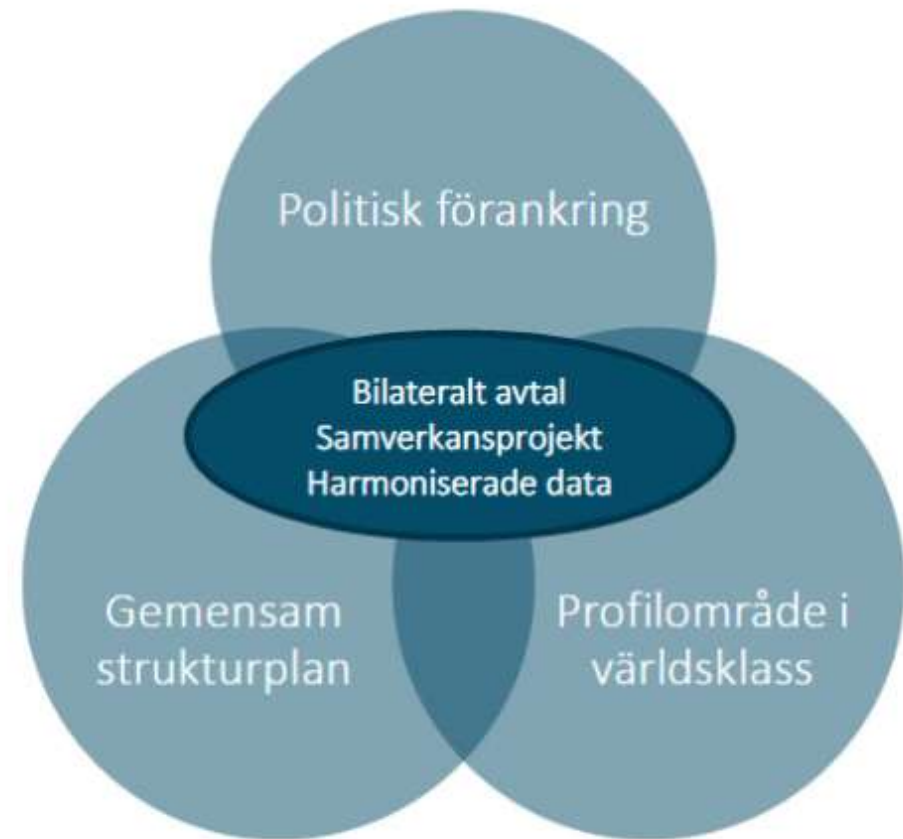 Politisk förankring
Bilateralt avtal
Samverkansprojekt
Harmoniserade data
Gemensam
strukturplan
Profilområde i
världsklass